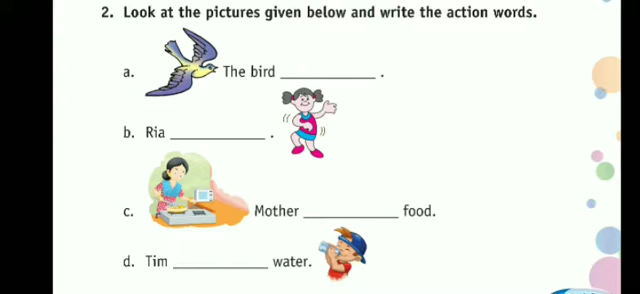 2. Look at the pictures given below and write the action words.
a. The bird ____________ .
b. Ria ____________ .
c. Mother ____________ food.
d. Tim ____________ water.